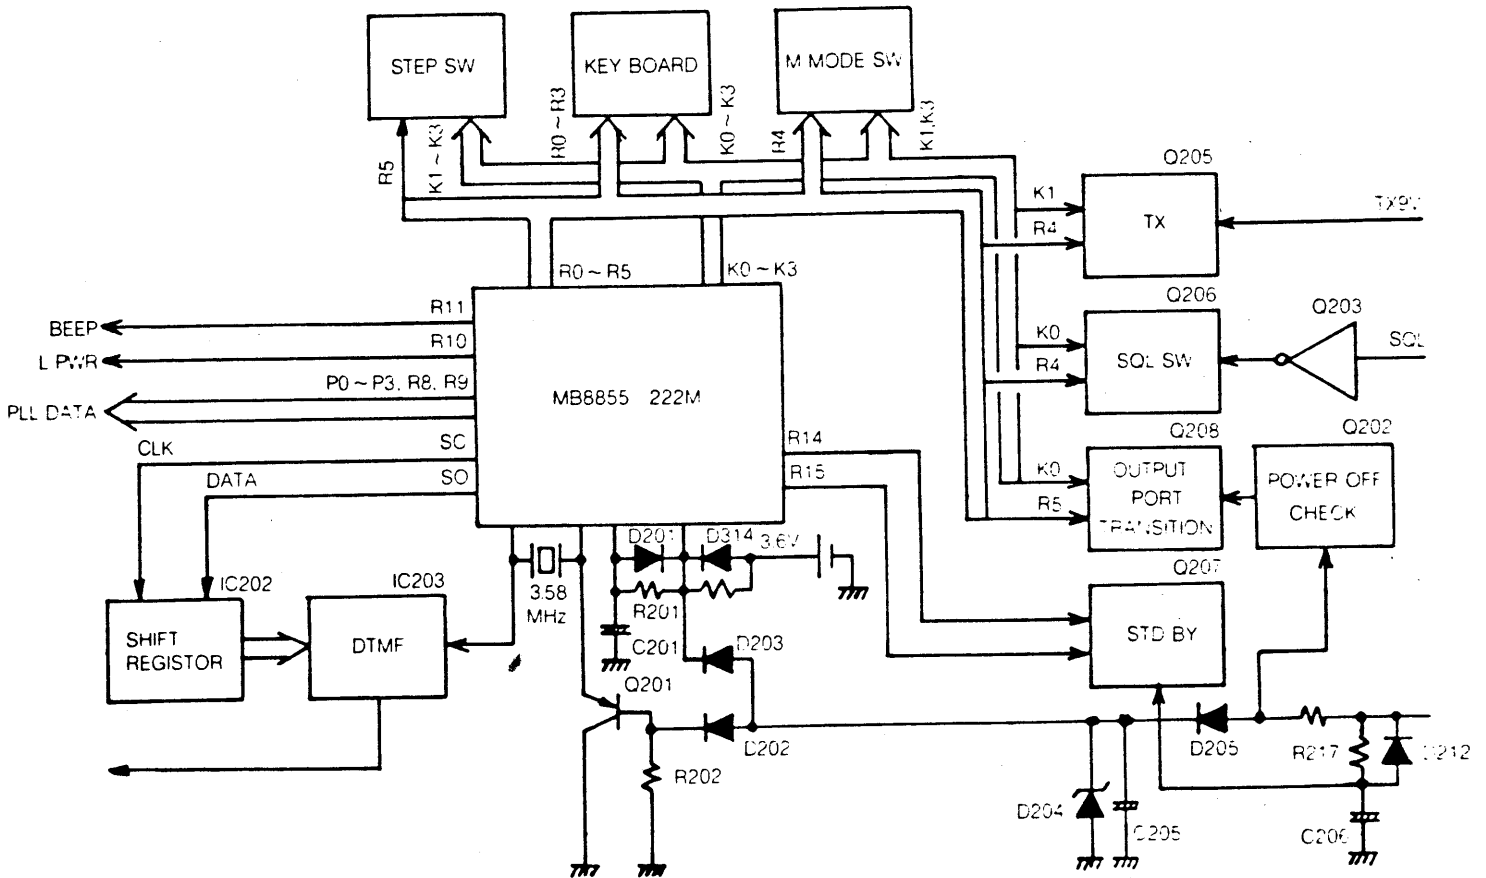 STEP SW
KEY BOARD
M MODE SW
R5
K1 ~ K3
R0 ~ R3
K0 ~ K3
R4
K1,K3
Q205
K1
R4
TX
TX9V
R0 ~ R5
K0 ~ K3
Q206
Q203
K0
R4
SQL SW
SQL
BEEP
R11
L PWR
R10
PLL DATA
P0 ~ P3, R8, R9
MB8855 222M
CLK
SC
DATA
SO
R14
R15
Q208
Q202
K0
R5
OUTPUT
PORT
TRANSITION
POWER OFF
CHECK
D201
D314
3.6V
3.58
MHz
R201
C201
Q207
STD BY
IC202
SHIFT
REGISTOR
IC203
DTMF
D203
Q201
D202
R202
D205
R217
D212
D204
C205
C206